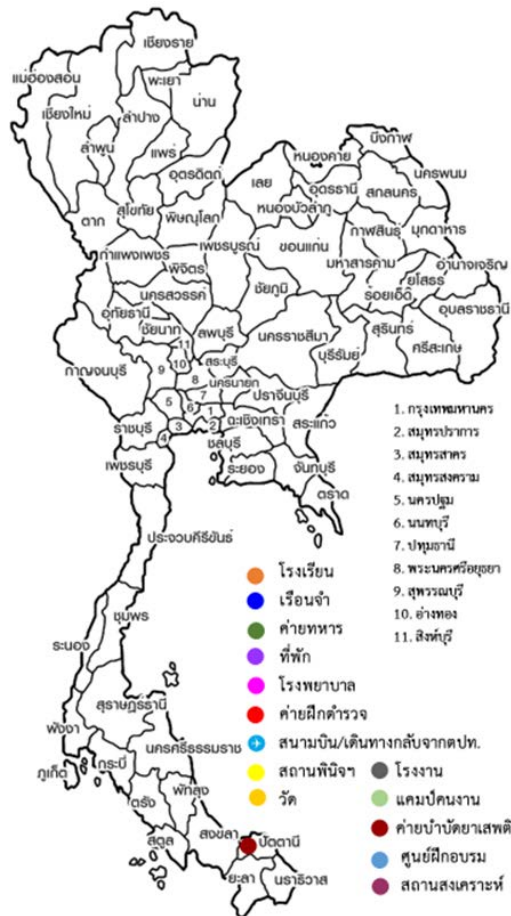 เชียงราย
แม่ฮ่องสอน
พะเยา
น่าน
เชียงใหม่
ลำปาง
ลำพูน
แพร่
อุตรดิตถ์
ตาก
สุโขทัย
พิษณุโลก
เลย
หนองคาย
บึงกาฬ
อุดรธานี
สกลนคร
นครพนม
หนองบัวลำภู
กำแพงเพชร
พิจิตร
เพชรบูรณ์
ขอนแก่น
กาฬสินธุ์
มุกดาหาร
มหาสารคาม
ร้อยเอ็ด
ยโสธร
อำนาจเจริญ
อุบลราชธานี
นครสวรรค์
อุทัยธานี
ชัยนาท
ลพบุรี
ชัยภูมิ
นครราชสีมา
บุรีรัมย์
สุรินทร์
ศรีสะเกษ
กาญจนบุรี
11
10
9
8
สระบุรี
นครนายก
ปราจีนบุรี
7
5
6
1
ฉะเชิงเทรา
สระแก้ว
ราชบุรี
3
2
4
ชลบุรี
เพชรบุรี
ระยอง
จันทบุรี
ตราด
ประจวบคีรีขันธ์
ชุมพร
ระนอง
สุราษฎร์ธานี
พังงา
ภูเก็ต
กระบี่
นครศรีธรรมราช
ตรัง
พัทลุง
สตูล
สงขลา
ปัตตานี
ยะลา
นราธิวาส
1. กรุงเทพมหานคร
2. สมุทรปราการ
3. สมุทรสาคร
4. สมุทรสงคราม
5. นครปฐม
6. นนทบุรี
7. ปทุมธานี
8. พระนครศรีอยุธยา
9. สุพรรณบุรี
10. อ่างทอง
11. สิงห์บุรี
โรงเรียน
เรือนจำ
ค่ายทหาร
ที่พัก
โรงพยาบาล
ค่ายฝึกตำรวจ
สนามบิน/เดินทางกลับจากตปท.
สถานพินิจฯ
วัด
โรงงาน
แคมป์คนงาน
ค่ายบำบัดยาเสพติ
ศูนย์ฝึกอบรม
สถานสงเคราะห์